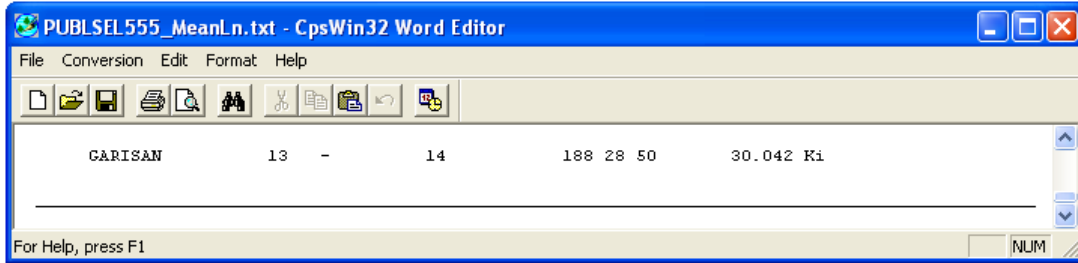 PUBLSEL555_MeanLn.txt - CpsWin32 Word Editor
File Conversion Edit Format Help
GARISAN 13 - 14 188 28 50 30.042 Ki
For Help, press F1 NUM